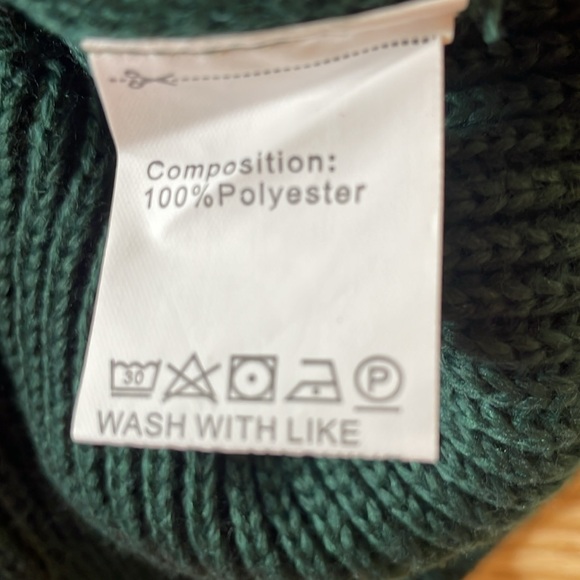 Composition:
100%Polyester
30 P
WASH WITH LIKE